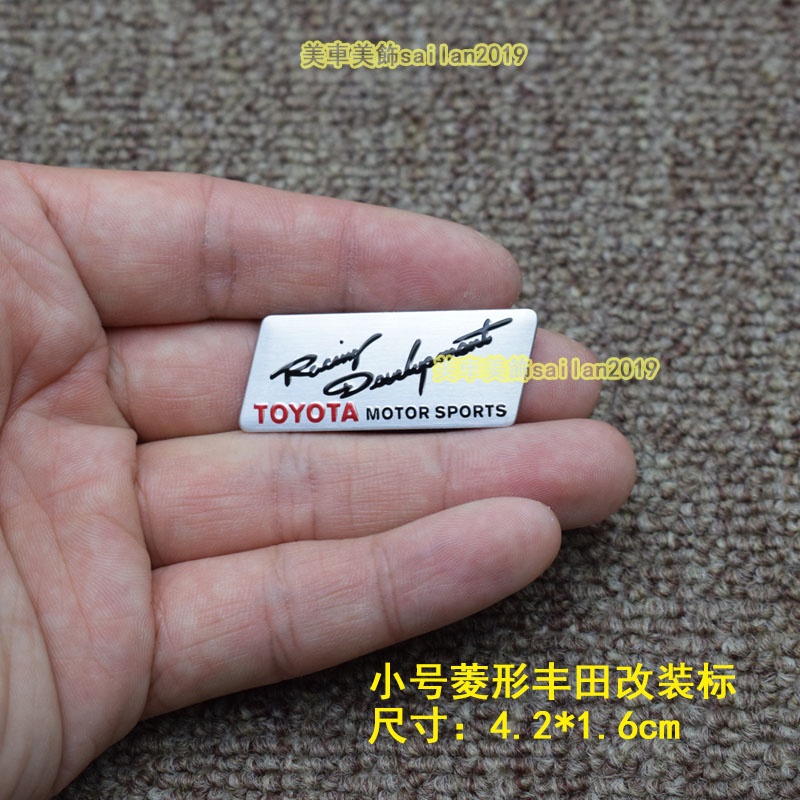 美車美飾sailan2019
Racing
Development
美車美飾sailan2019
TOYOTA MOTOR SPORTS
小号菱形丰田改装标
尺寸：4.2*1.6cm